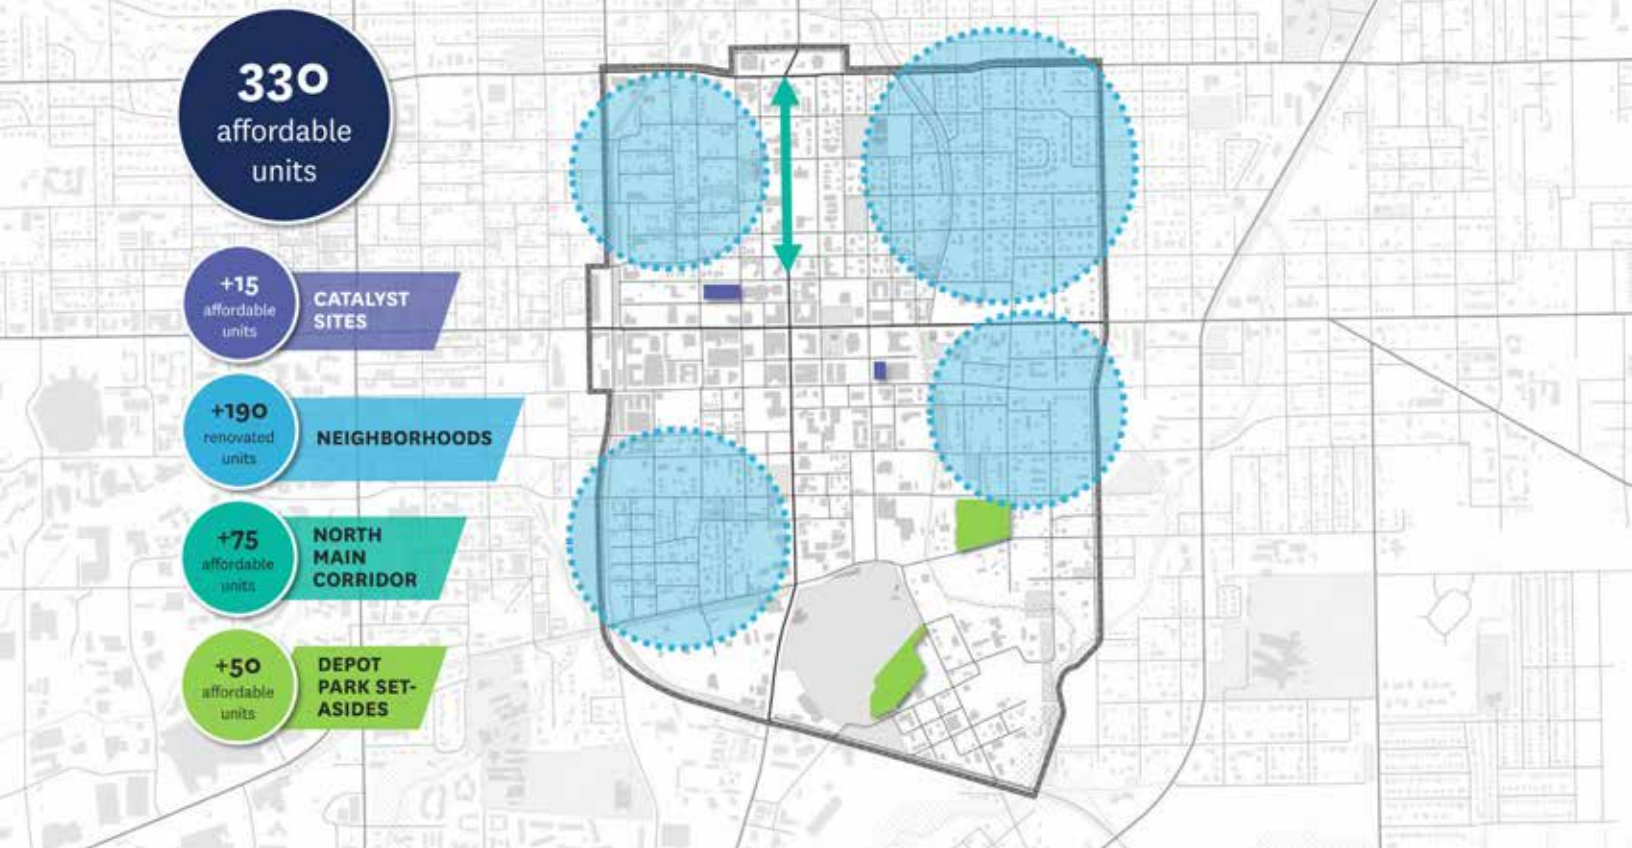 330
affordable
units
+15
affordable
units
CATALYST
SITES
+190
renovated
units
NEIGHBORHOODS
+75
affordable
units
NORTH
MAIN
CORRIDOR
+50
affordable
units
DEPOT
PARK SET-
ASIDES